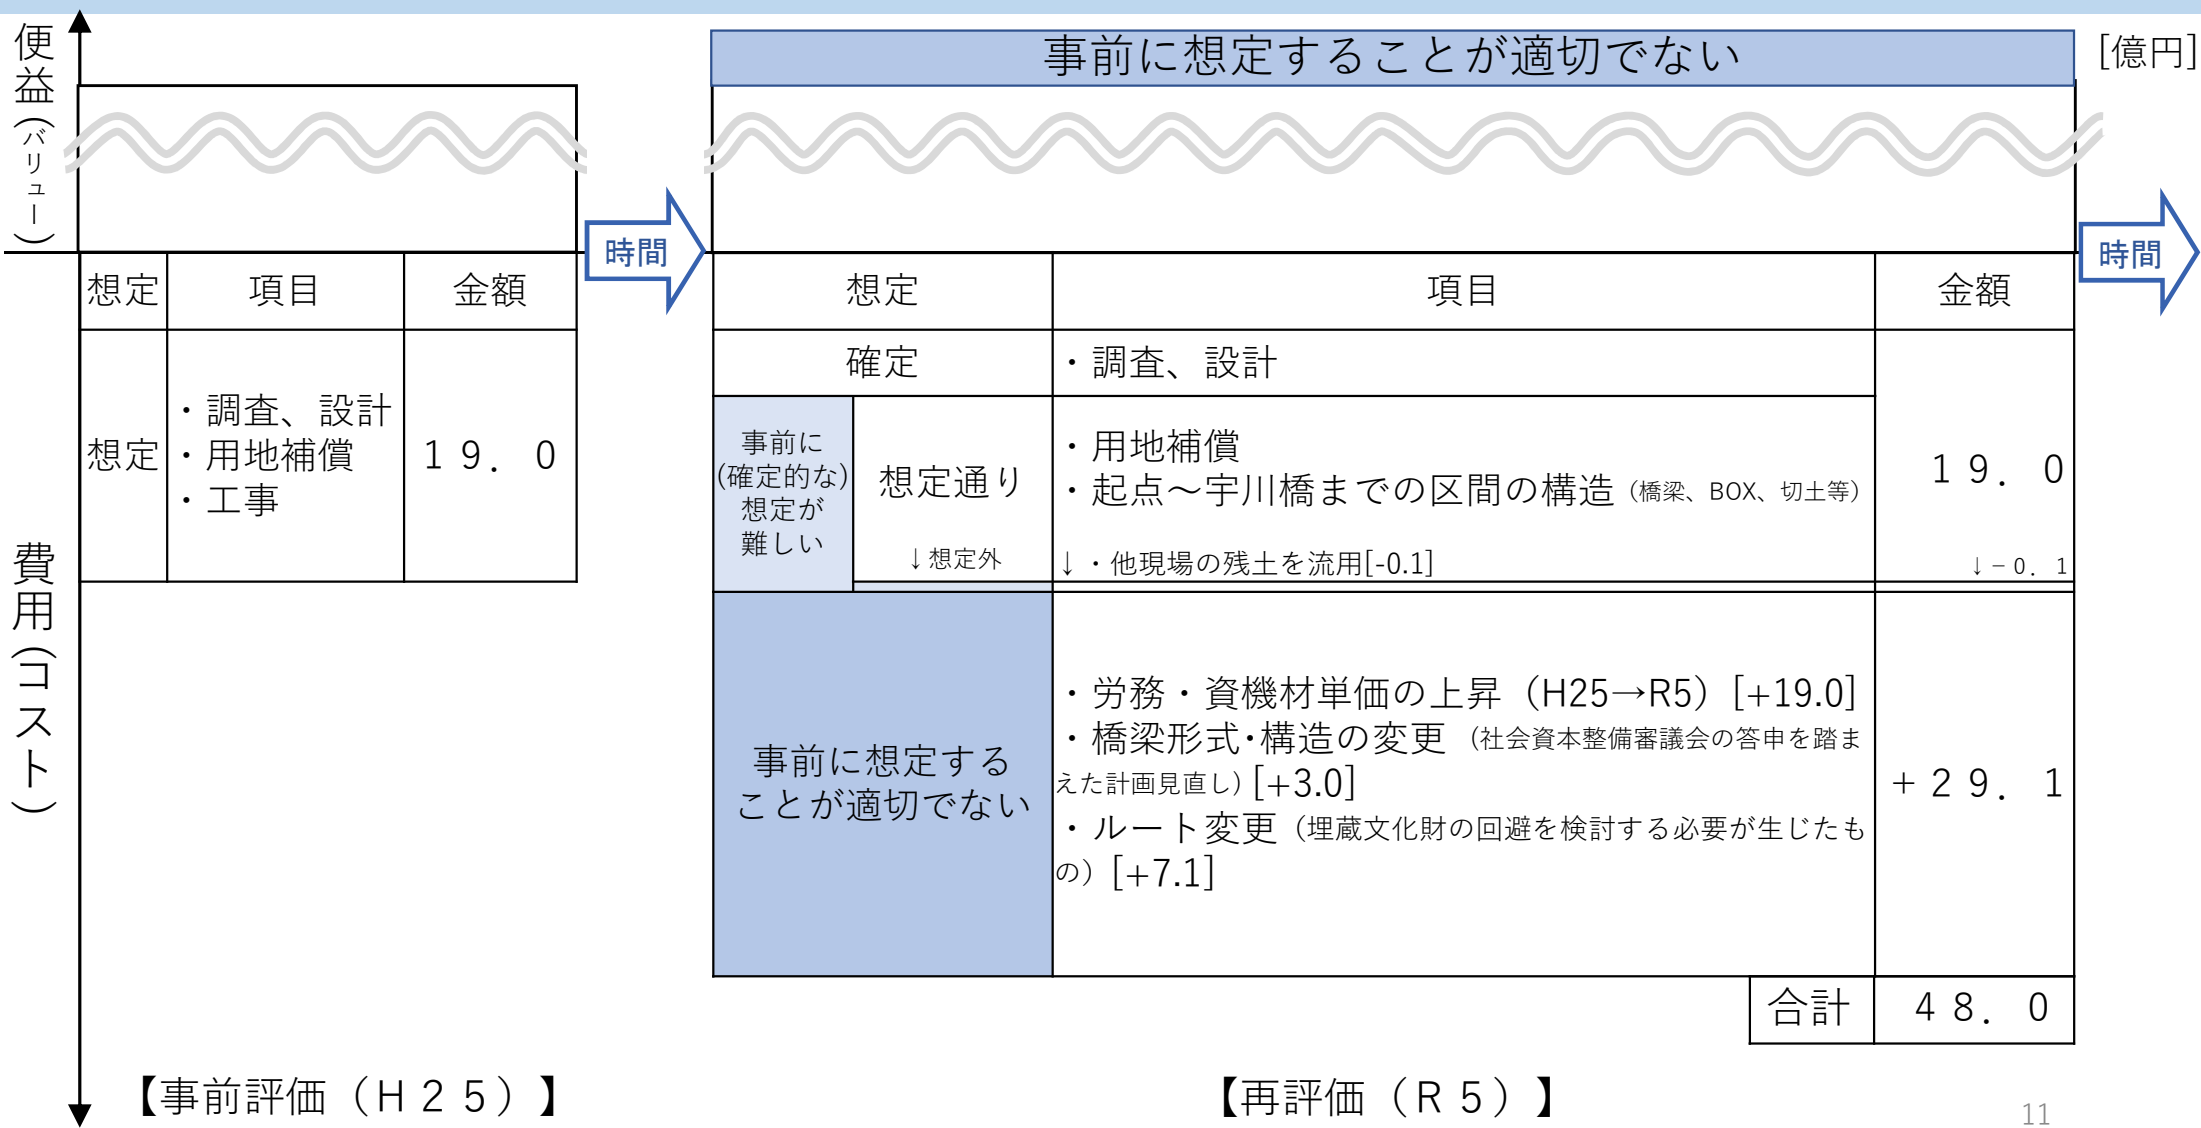 便益(バリュー)
費用(コスト)
事前に想定することが適切でない
[億円]
時間
時間
想定
項目
金額
想定
・調査、設計
・用地補償
・工事
１９．０
想定
項目
金額
確定
・調査、設計
事前に
(確定的な)
想定が
難しい
想定通り
↓想定外
・用地補償
・起点～宇川橋までの区間の構造（橋梁、BOX、切土等）
↓・他現場の残土を流用[-0.1]
１９．０
↓－０．１
事前に想定する
ことが適切でない
・労務・資機材単価の上昇（H25→R5）[+19.0]
・橋梁形式･構造の変更（社会資本整備審議会の答申を踏ま
えた計画見直し）[+3.0]
・ルート変更（埋蔵文化財の回避を検討する必要が生じたも
の）[+7.1]
＋２９．１
合計
４８．０
【事前評価（Ｈ２５）】
【再評価（Ｒ５）】
11